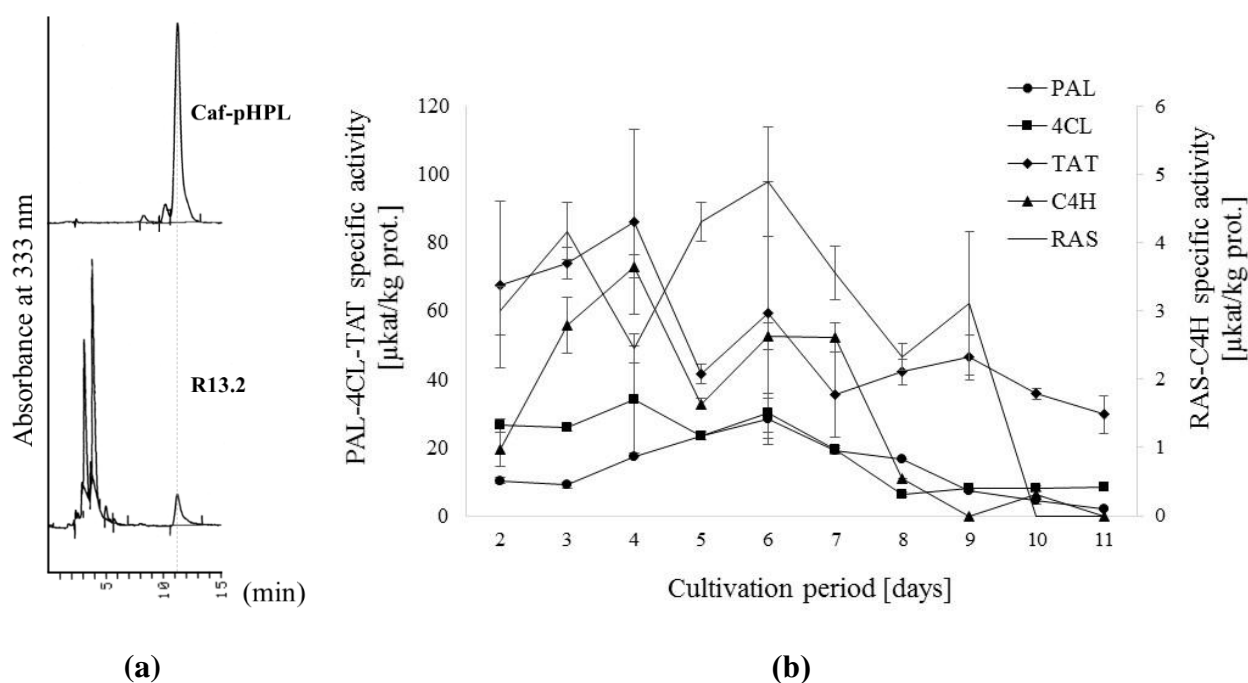 Absorbance at 333 nm
Caf-pHPL
R13.2
5
10
15
(min)
(a)
PAL-4CL-TAT specific activity
[µkat/kg prot.]
120
100
80
60
40
20
0
PAL
4CL
TAT
C4H
RAS
6
5
4
3
2
1
0
RAS-C4H specific activity
[µkat/kg prot.]
2 3 4 5 6 7 8 9 10 11
Cultivation period [days]
(b)